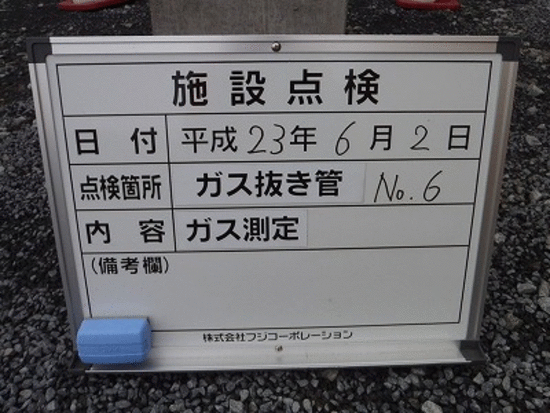 施設点検
日付 平成23年6月2日
点検箇所 ガス抜き管 No.6
内容 ガス測定
(備考欄)
株式会社フジコーポレーション